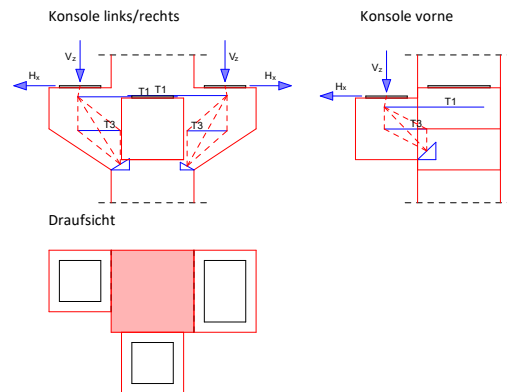 Konsole links/rechts
Konsole vorne
Vz
Vz
Vz
Hx
Hx
Hx
T1
T1
T1
T3
T3
T3
Draufsicht